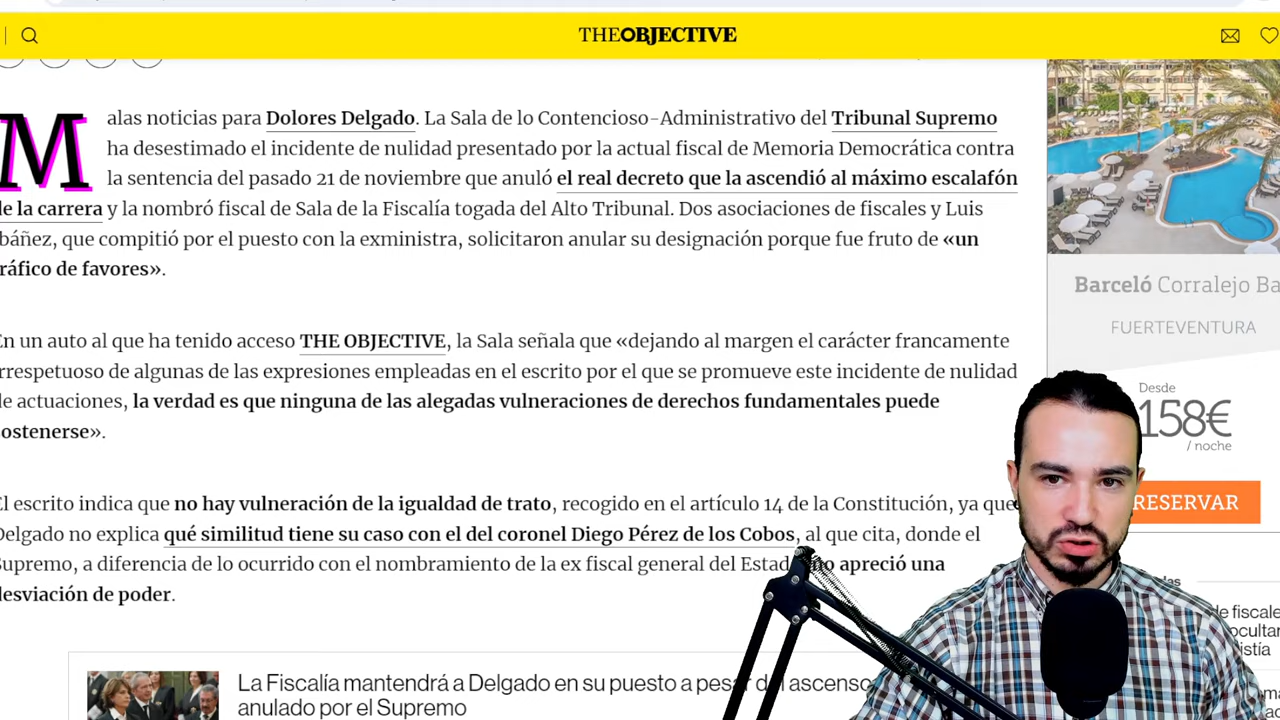 THEOBJECTIVE
Malas noticias para Dolores Delgado. La Sala de lo Contencioso-Administrativo del Tribunal Supremo
ha desestimado el incidente de nulidad presentado por la actual fiscal de Memoria Democrática contra
la sentencia del pasado 21 de noviembre que anuló el real decreto que la ascendió al máximo escalafón
de la carrera y la nombró fiscal de Sala de la Fiscalía togada del Alto Tribunal. Dos asociaciones de fiscales y Luis
báñez, que compitió por el puesto con la exministra, solicitaron anular su designación porque fue fruto de «un
ráfico de favores».
En un auto al que ha tenido acceso THE OBJECTIVE, la Sala señala que «dejando al margen el carácter francamente
rrespetuoso de algunas de las expresiones empleadas en el escrito por el que se promueve este incidente de nulidad
de actuaciones, la verdad es que ninguna de las alegadas vulneraciones de derechos fundamentales puede
sostenerse».
El escrito indica que no hay vulneración de la igualdad de trato, recogido en el artículo 14 de la Constitución, ya que
Delgado no explica qué similitud tiene su caso con el del coronel Diego Pérez de los Cobos, al que cita, donde el
Supremo, a diferencia de lo ocurrido con el nombramiento de la ex fiscal general del Estado no apreció una
desviación de poder.
La Fiscalía mantendrá a Delgado en su puesto a pesar del ascenso
anulado por el Supremo
Barceló Corralejo Ba
FUERTEVENTURA
Desde
158€
/ noche
RESERVAR
de fiscale
ocultar
istía